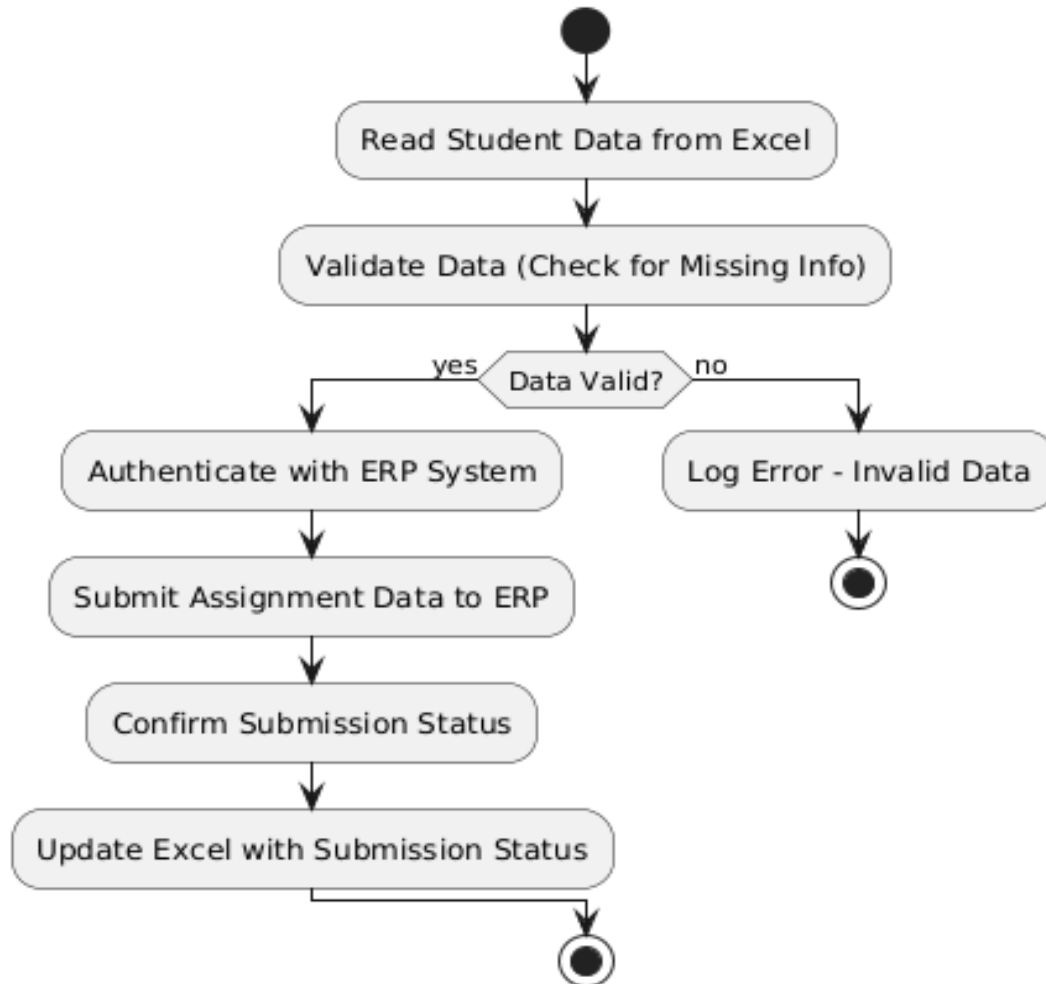 Read Student Data from Excel
Validate Data (Check for Missing Info)
yes
Data Valid?
no
Authenticate with ERP System
Log Error - Invalid Data
Submit Assignment Data to ERP
Confirm Submission Status
Update Excel with Submission Status